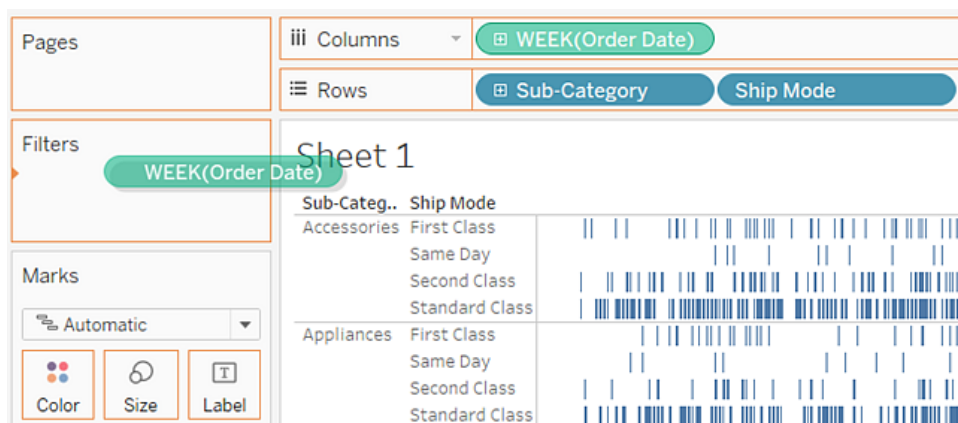 Pages
Columns
WEEK(Order Date)
Rows
Sub-Category
Ship Mode
Filters
WEEK(Order Date)
Sheet 1
Sub-Categ.. Ship Mode
Accessories First Class
Same Day
Second Class
Standard Class
Appliances First Class
Same Day
Second Class
Standard Class
Marks
Automatic
Color Size Label